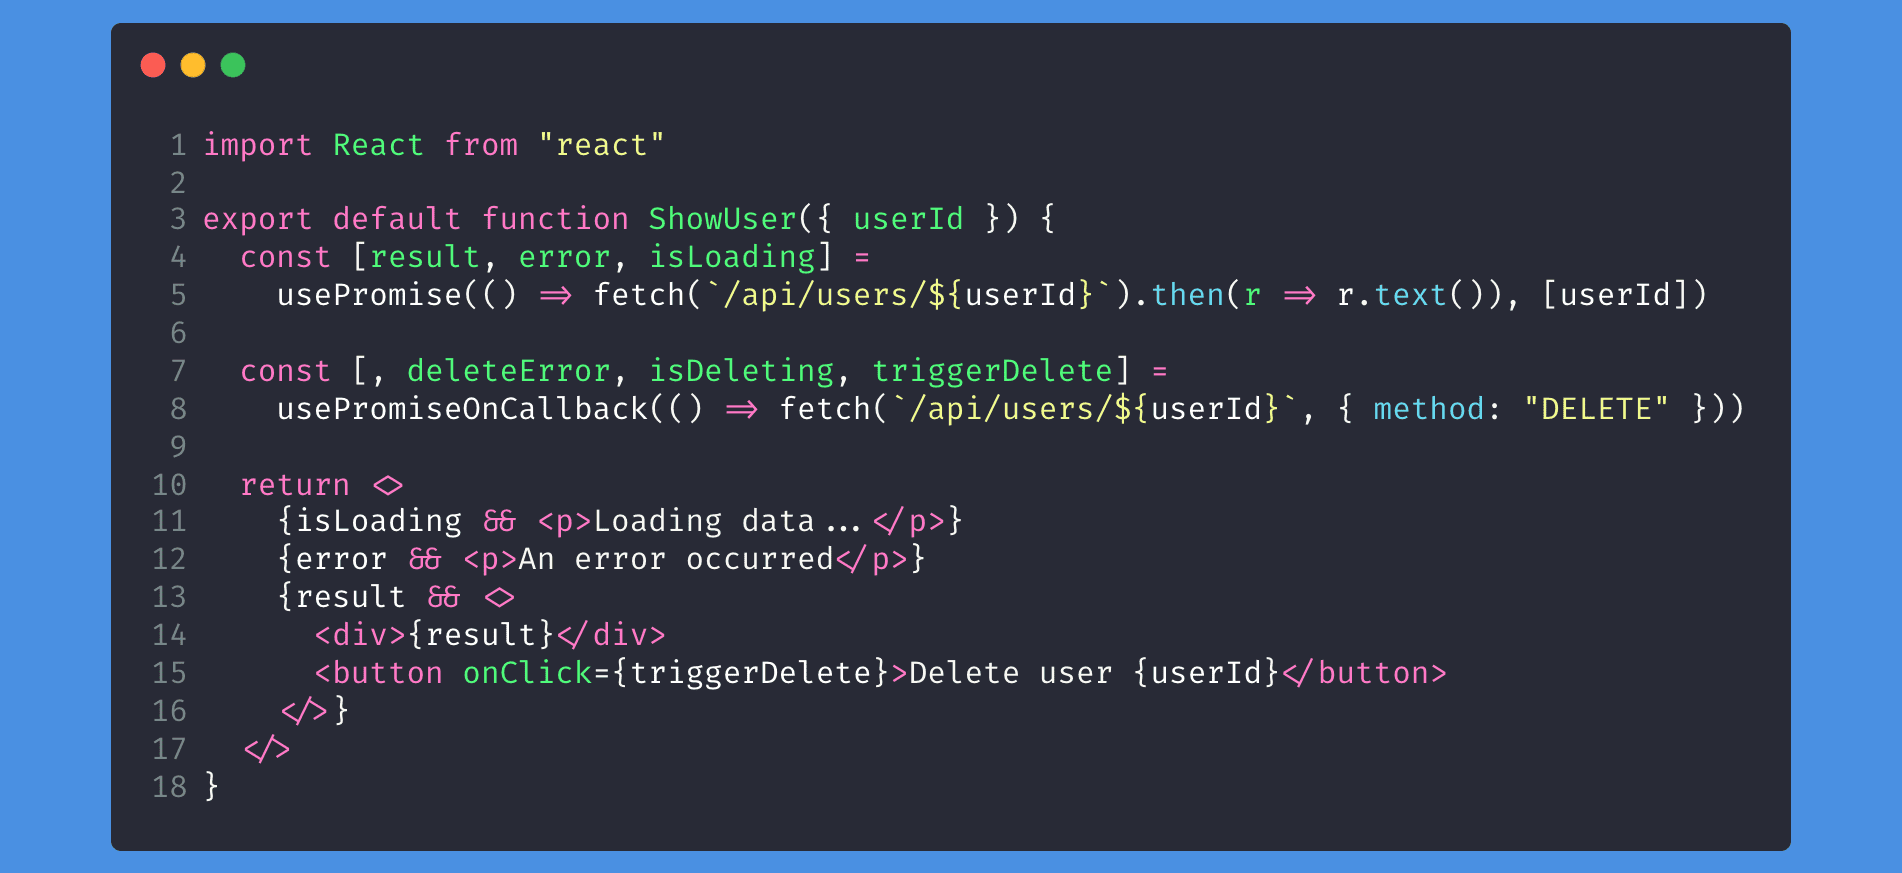 1 import React from "react"
2
3 export default function ShowUser({ userId }) {
4   const [result, error, isLoading] =
5     usePromise(() => fetch(`/api/users/${userId}`).then(r => r.text()), [userId])
6
7   const [, deleteError, isDeleting, triggerDelete] =
8     usePromiseOnCallback(() => fetch(`/api/users/${userId}`, { method: "DELETE" }))
9
10   return <>
11     {isLoading && <p>Loading data...</p>}
12     {error && <p>An error occurred</p>}
13     {result && <>
14       <div>{result}</div>
15       <button onClick={triggerDelete}>Delete user {userId}</button>
16     </>}
17   </>
18 }